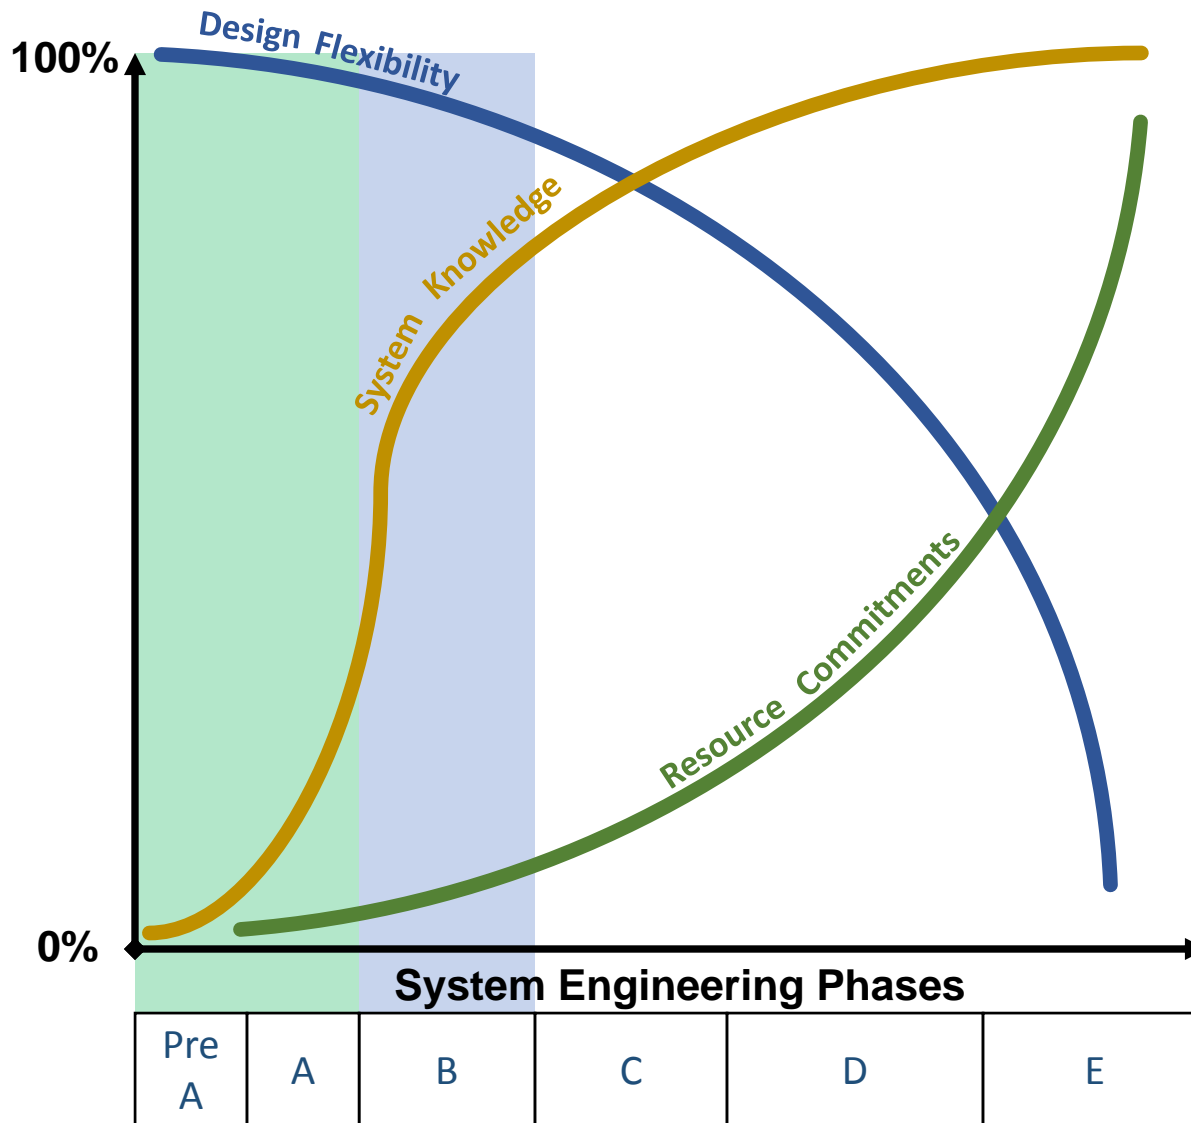 Design Flexibility
100%
System Knowledge
Resource Commitments
0%
System Engineering Phases
Pre
A
A
B
C
D
E